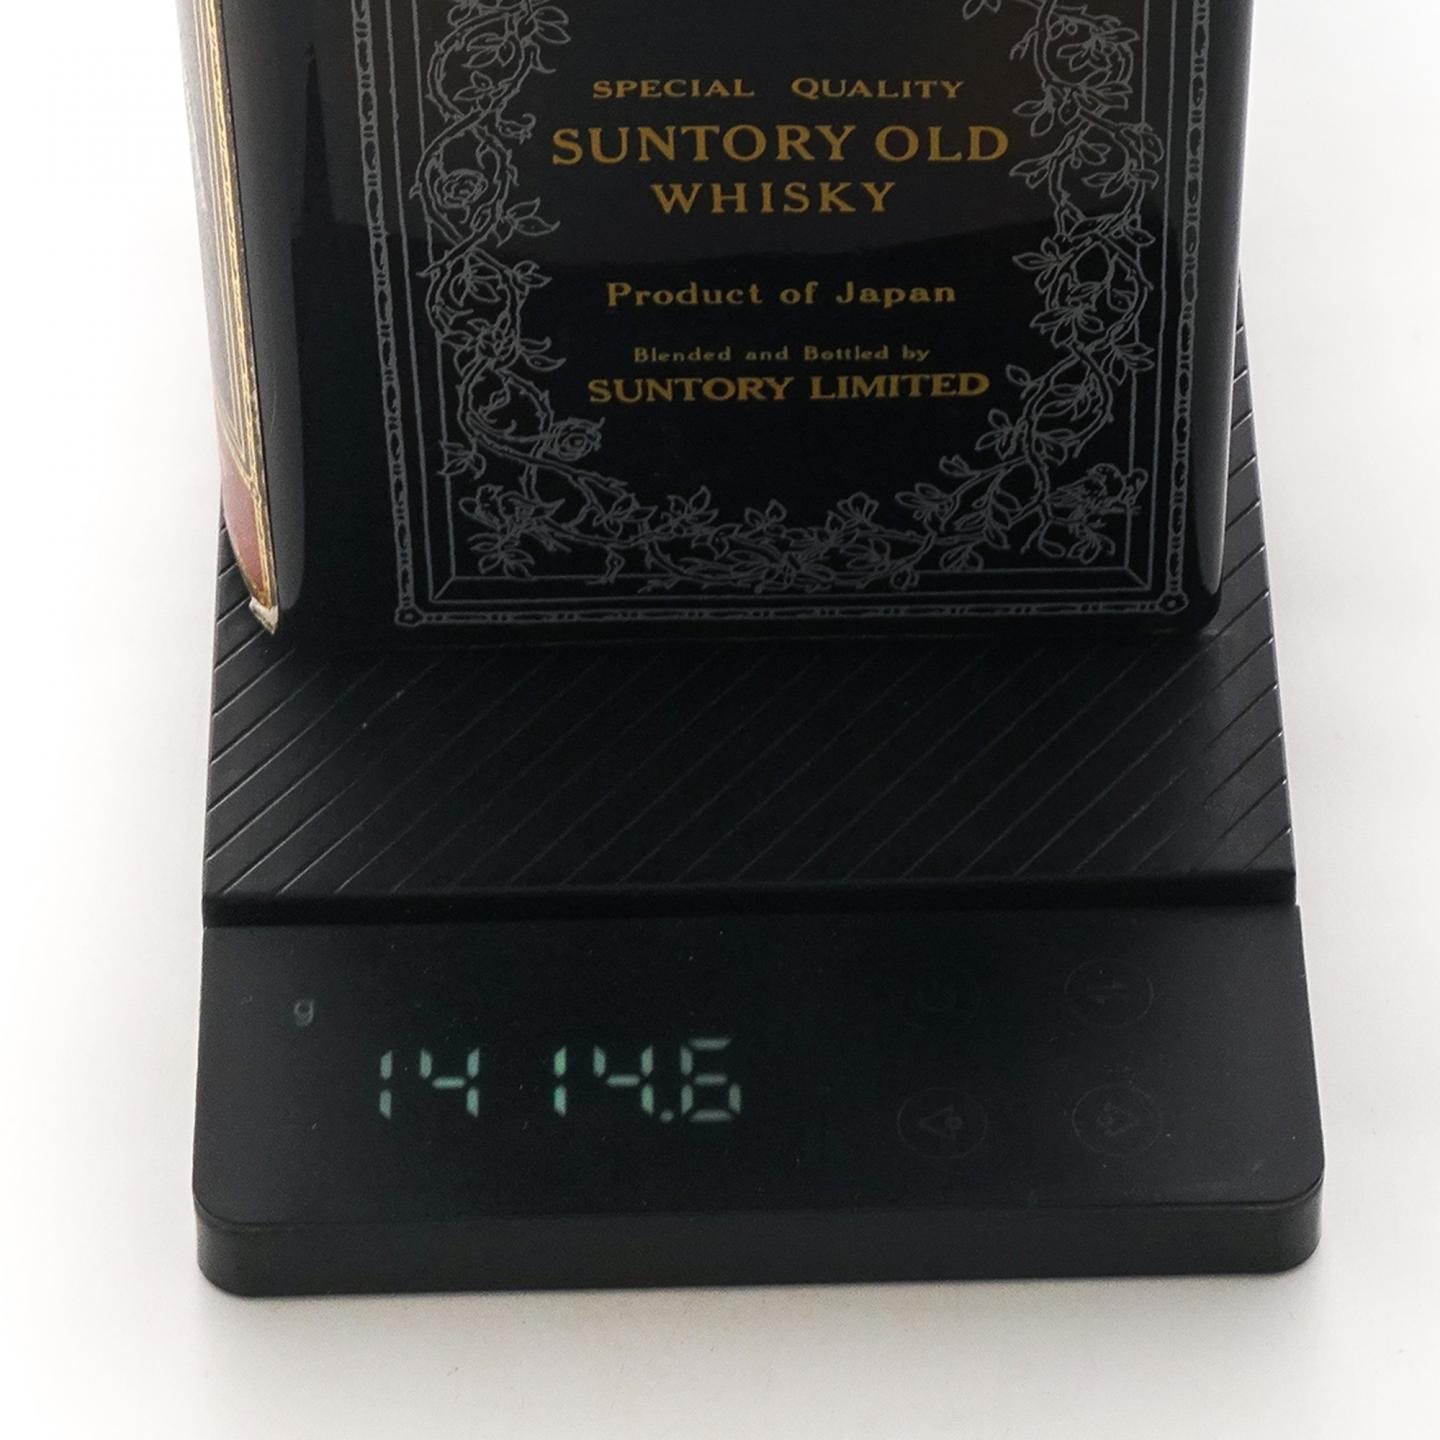 SPECIAL QUALITY
SUNTORY OLD
WHISKY
Product of Japan
Blended and Bottled by
SUNTORY LIMITED
g
1414.6